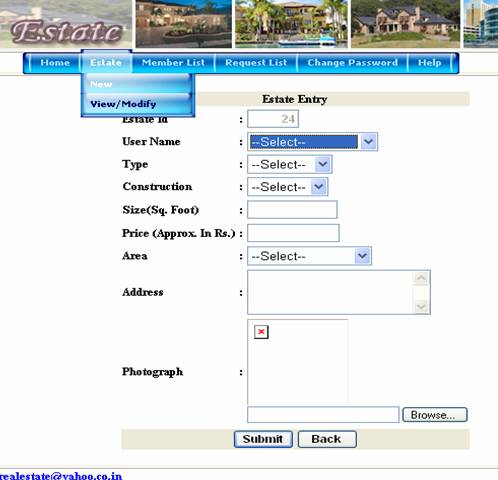 Estate
Home Estate Member List Request List Change Password Help
New
View/Modify
Estate Entry
Estate Id : 24
User Name : --Select--
Type : --Select--
Construction : --Select--
Size(Sq. Foot) :
Price (Approx. In Rs.) :
Area : --Select--
Address :
Photograph :
Browse...
Submit Back
realestate@yahoo.co.in